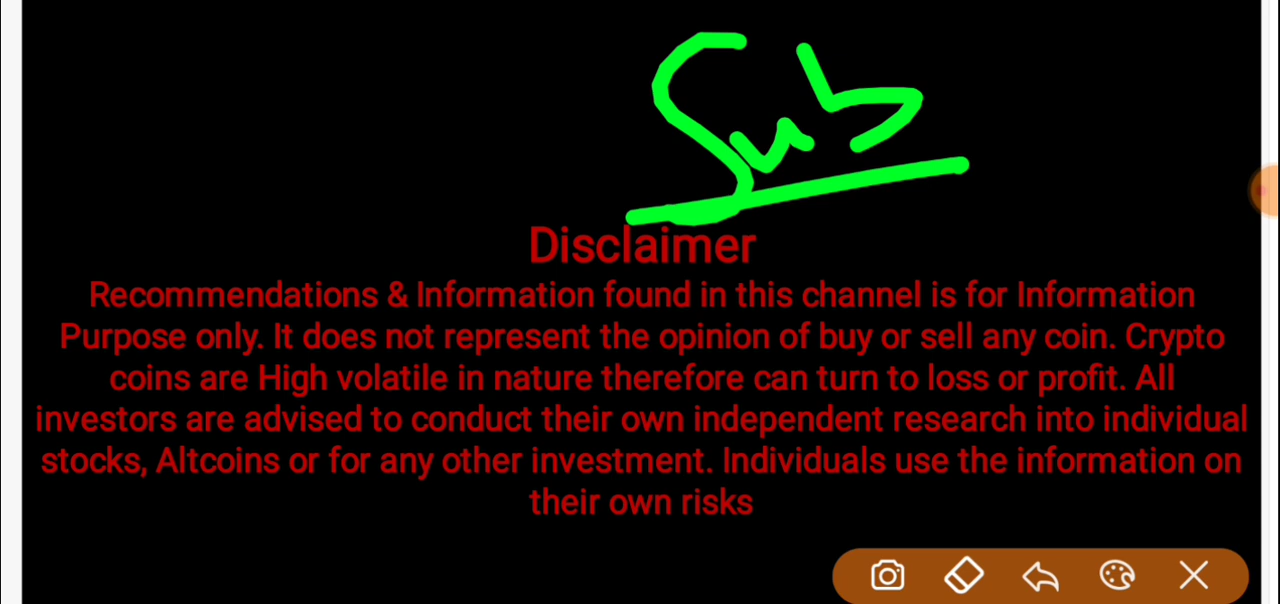 Sub
Disclaimer
Recommendations & Information found in this channel is for Information
Purpose only. It does not represent the opinion of buy or sell any coin. Crypto
coins are High volatile in nature therefore can turn to loss or profit. All
investors are advised to conduct their own independent research into individual
stocks, Altcoins or for any other investment. Individuals use the information on
their own risks